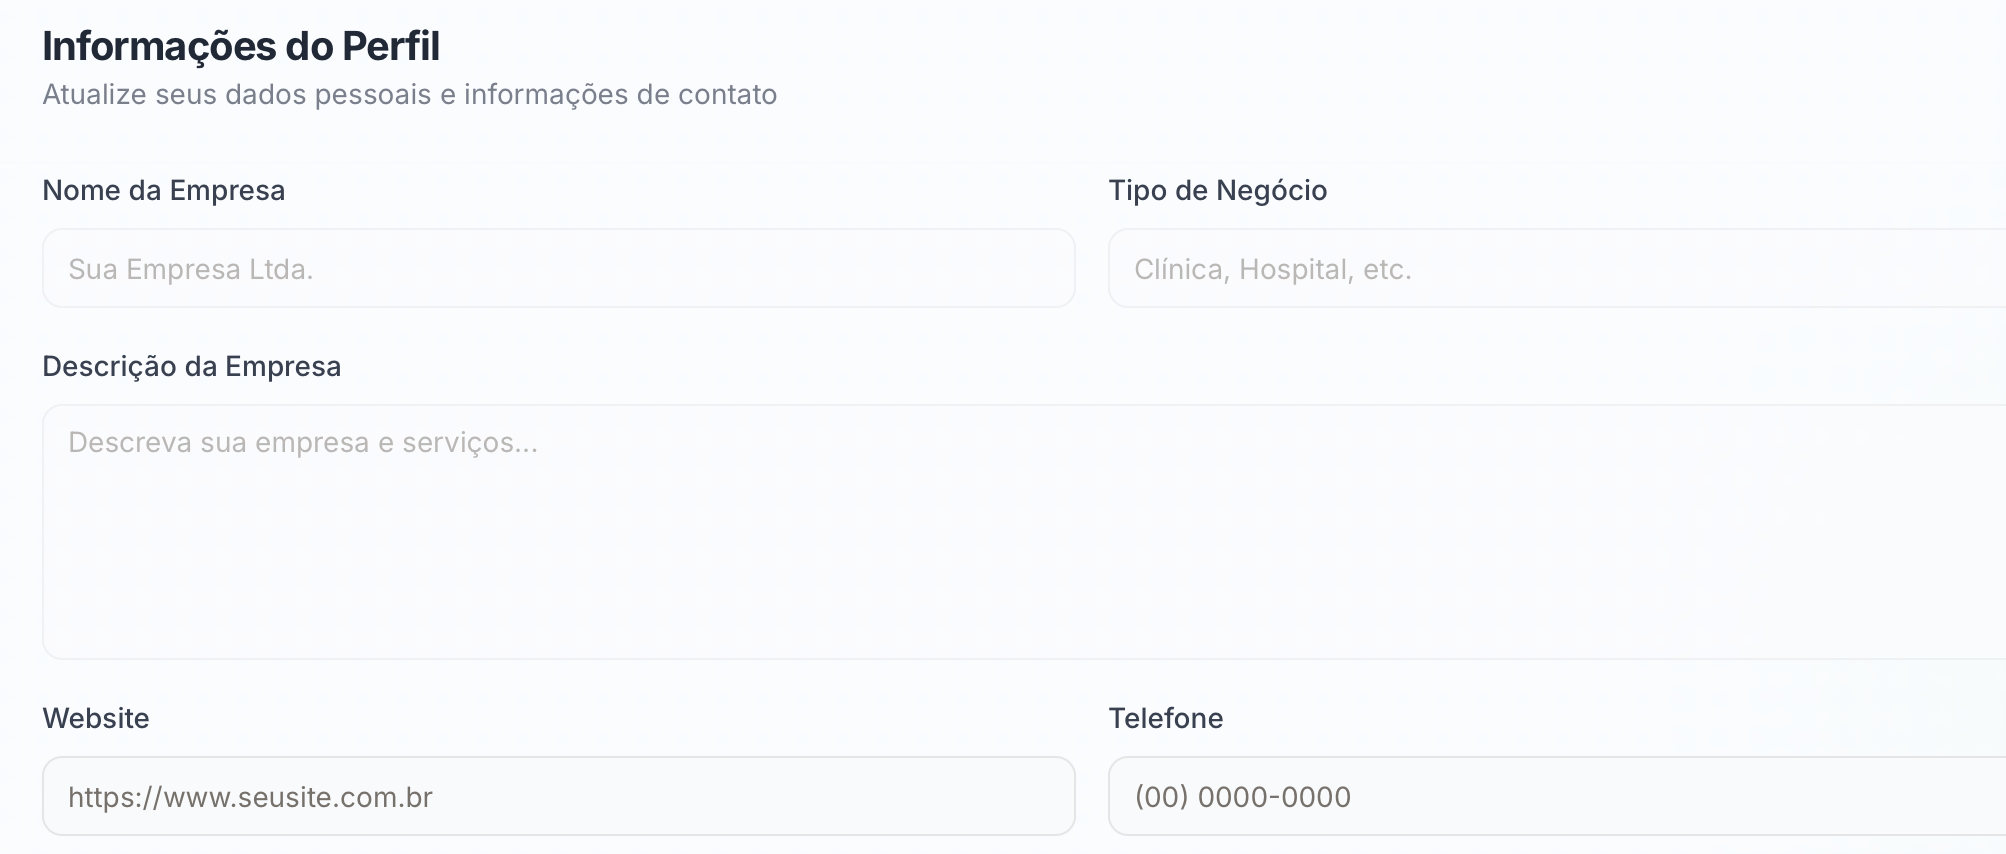 Informações do Perfil
Atualize seus dados pessoais e informações de contato
Nome da Empresa
Sua Empresa Ltda.
Tipo de Negócio
Clínica, Hospital, etc.
Descrição da Empresa
Descreva sua empresa e serviços...
Website
https://www.seusite.com.br
Telefone
(00) 0000-0000